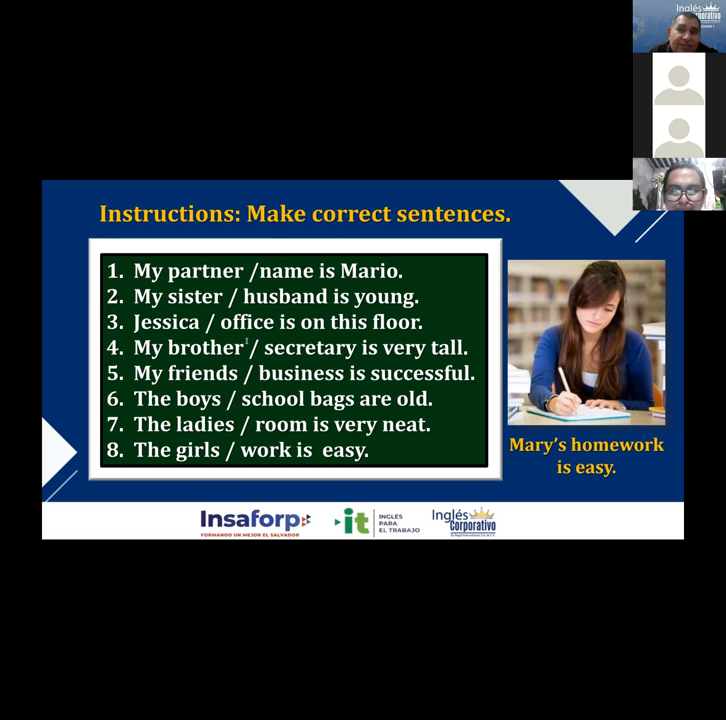 Inglés
Corporativo
Instructions: Make correct sentences.
1. My partner /name is Mario.
2. My sister / husband is young.
3. Jessica / office is on this floor.
4. My brother / secretary is very tall.
5. My friends / business is successful.
6. The boys / school bags are old.
7. The ladies / room is very neat.
8. The girls / work is easy.
Mary's homework
is easy.
Insaforp
FORMANDO UN MEJOR EL SALVADOR
it
INGLÉS
PARA
EL TRABAJO
Inglés
Corporativo